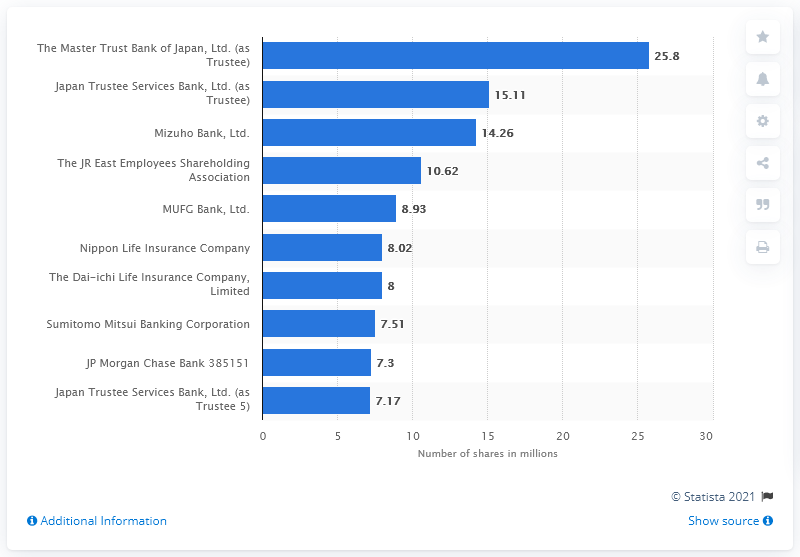 The Master Trust Bank of Japan, Ltd. (as
Trustee)
25.8
Japan Trustee Services Bank, Ltd. (as
Trustee)
15.11
Mizuho Bank, Ltd.
14.26
The JR East Employees Shareholding
Association
10.62
MUFG Bank, Ltd.
8.93
Nippon Life Insurance Company
8.02
The Dai-ichi Life Insurance Company,
Limited
8
Sumitomo Mitsui Banking Corporation
7.51
JP Morgan Chase Bank 385151
7.3
Japan Trustee Services Bank, Ltd. (as
Trustee 5)
7.17
0 5 10 15 20 25 30
Number of shares in millions
© Statista 2021
Additional Information
Show source